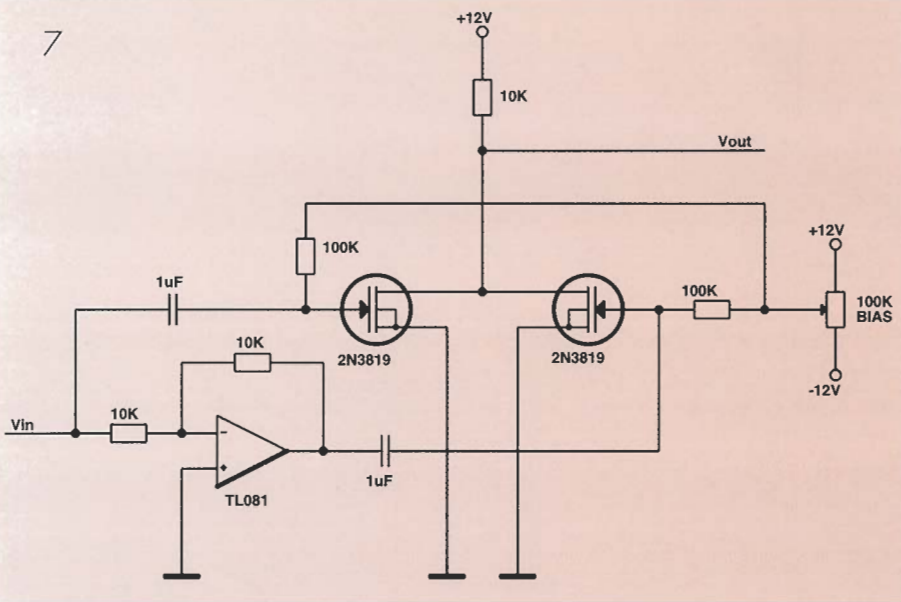 7
+12V
10K
Vout
100K
+12V
1uF
100K
100K
BIAS
2N3819
2N3819
10K
-12V
Vin
10K
-
+
1uF
TL081